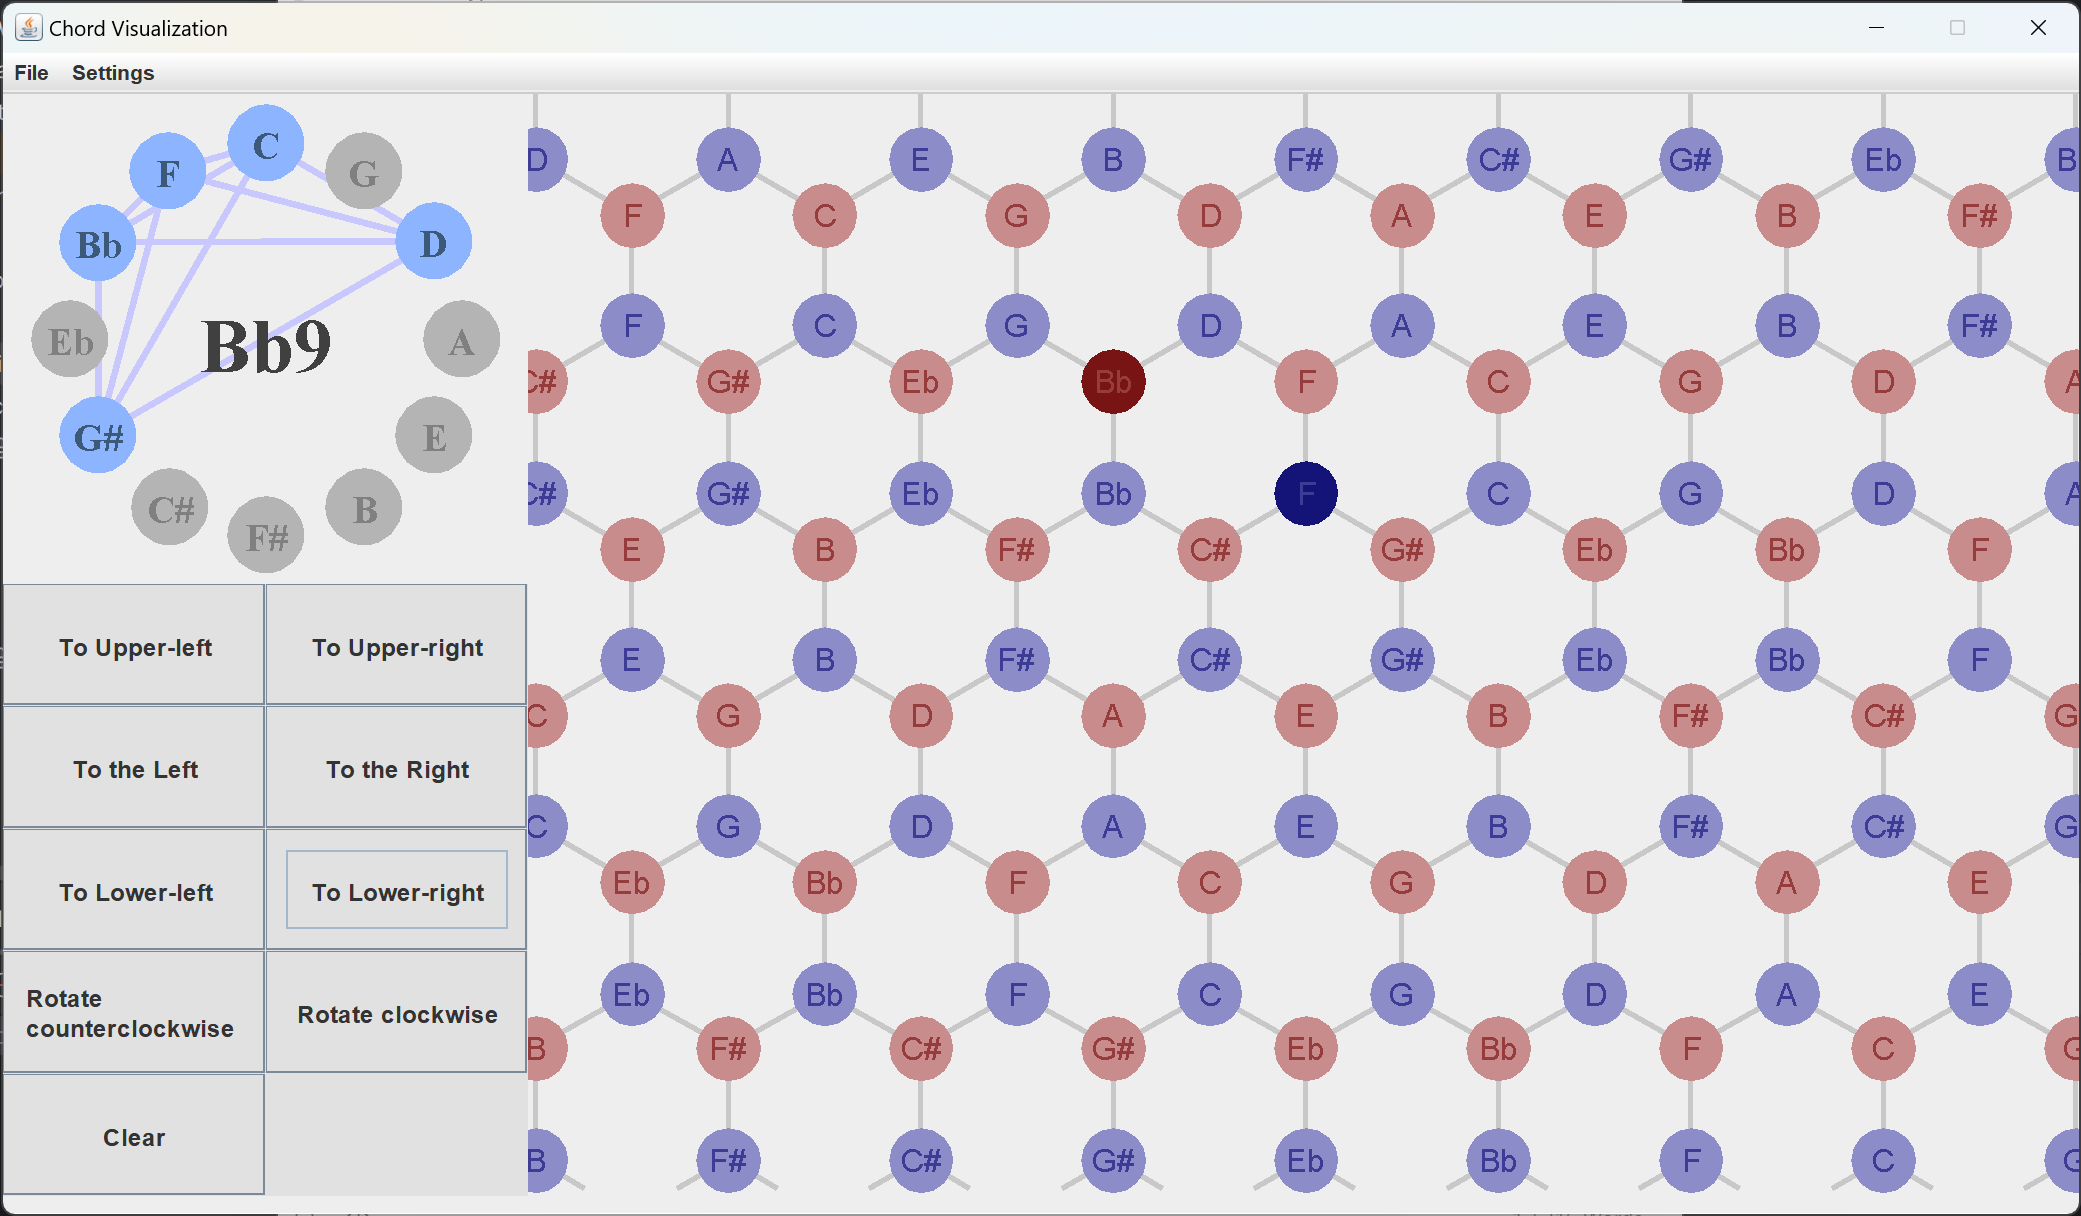 Chord Visualization
File Settings
C
F G
Bb D
Bb9
Eb A
G# E
C# B
F#
To Upper-left To Upper-right
To the Left To the Right
To Lower-left To Lower-right
Rotate
counterclockwise
Rotate clockwise
Clear
D A E B F# C# G# Eb
F C G D A E B F#
F C G D A E B F#
C# G# Eb Bb F C G D A
C# G# Eb Bb F C G D A
E B F# C# G# Eb Bb F
E B F# C# G# Eb Bb F
C G D A E B F# C#
C G D A E B F# C#
Eb Bb F C G D A E
Eb Bb F C G D A E
B F# C# G# Eb Bb F C
B F# C# G# Eb Bb F C